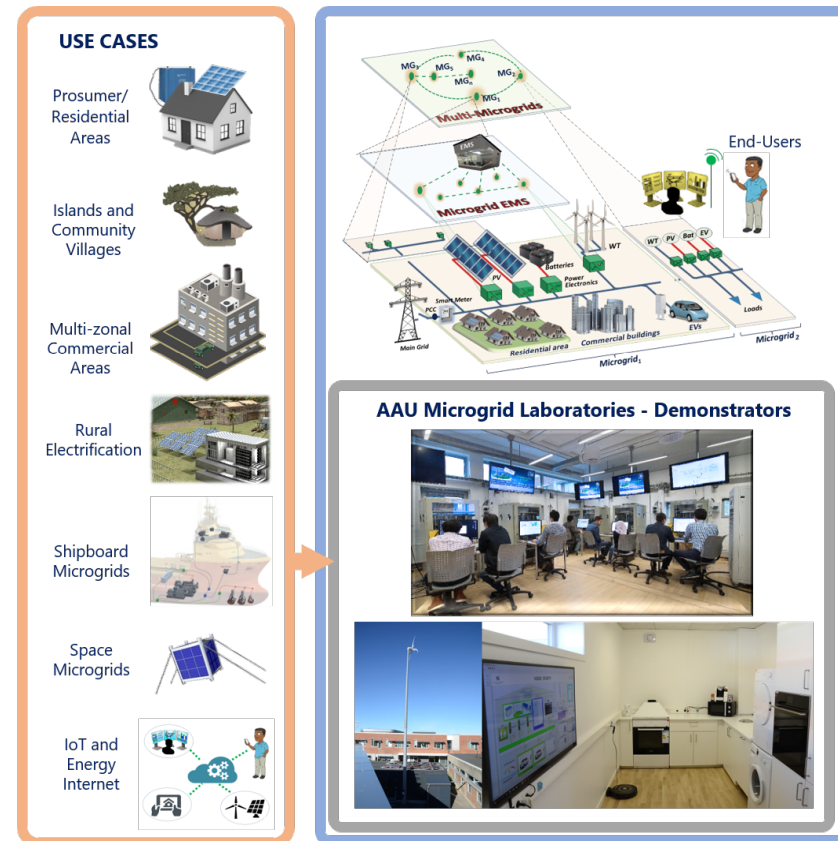 USE CASES
Prosumer/
Residential
Areas
Islands and
Community
Villages
Multi-zonal
Commercial
Areas
Rural
Electrification
Shipboard
Microgrids
Space
Microgrids
IoT and
Energy
Internet
MG4
MG5
MGn
MG1
Multi-Microgrids
EMS
Microgrid EMS
End-Users
WT
PV
Bat
EV
WT
Batteries
PV
Power
Electronics
Smart Meter
PCC
Main Grid
Residential area
Commercial buildings
EVs
Loads
Microgrid1
Microgrid2
AAU Microgrid Laboratories - Demonstrators